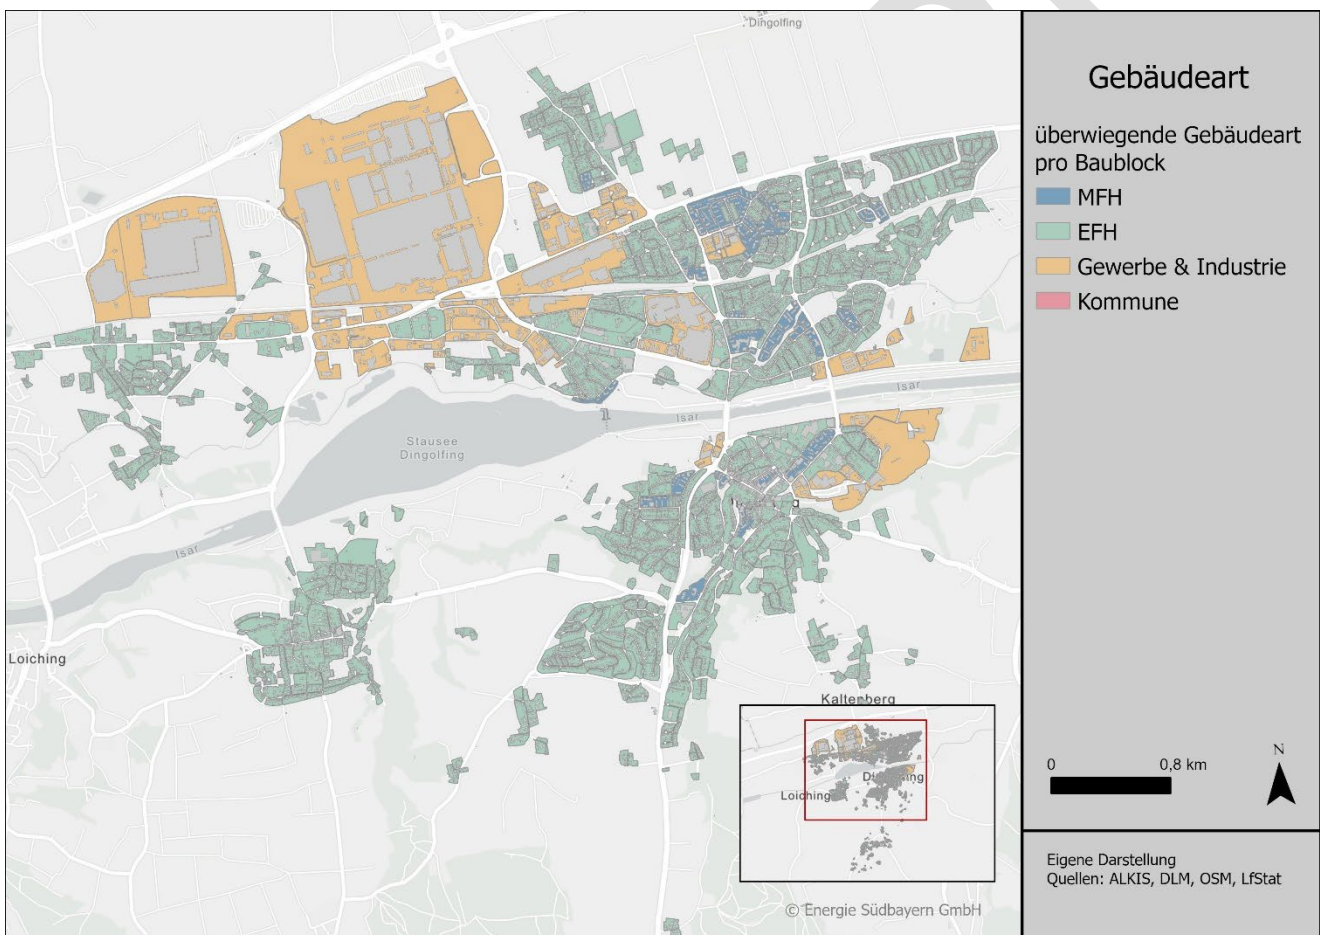 Dingolfing
Isar
Stausee
Dingolfing
Isar
Isar
Loiching
Kaltenberg
Loiching
© Energie Südbayern GmbH
Gebäudeart
überwiegende Gebäudeart
pro Baublock
MFH
EFH
Gewerbe & Industrie
Kommune
0 0,8 km
N
Eigene Darstellung
Quellen: ALKIS, DLM, OSM, LfStat